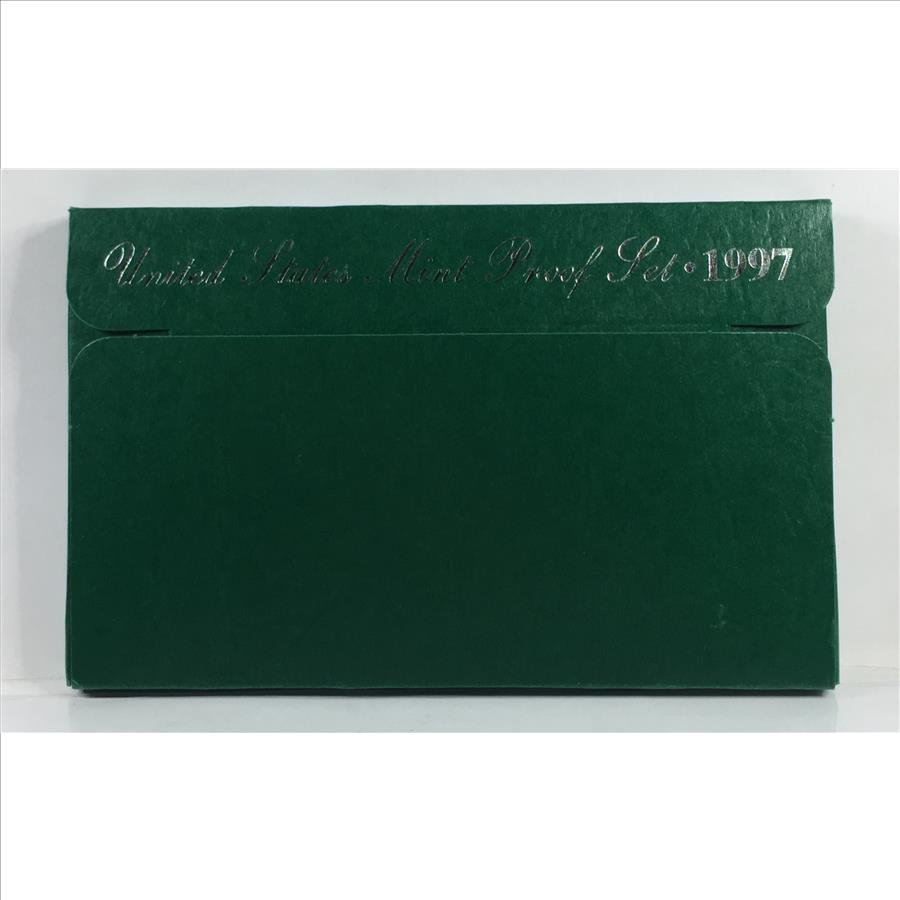 United States Mint Proof Set • 1997